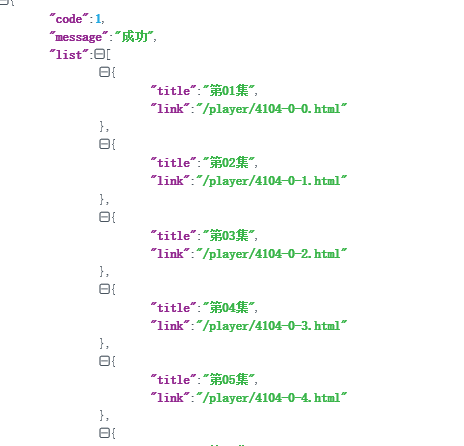 {
"code":1,
"message":"成功",
"list":[
{
"title":"第01集",
"link":"/player/4104-0-0.html"
},
{
"title":"第02集",
"link":"/player/4104-0-1.html"
},
{
"title":"第03集",
"link":"/player/4104-0-2.html"
},
{
"title":"第04集",
"link":"/player/4104-0-3.html"
},
{
"title":"第05集",
"link":"/player/4104-0-4.html"
},
{